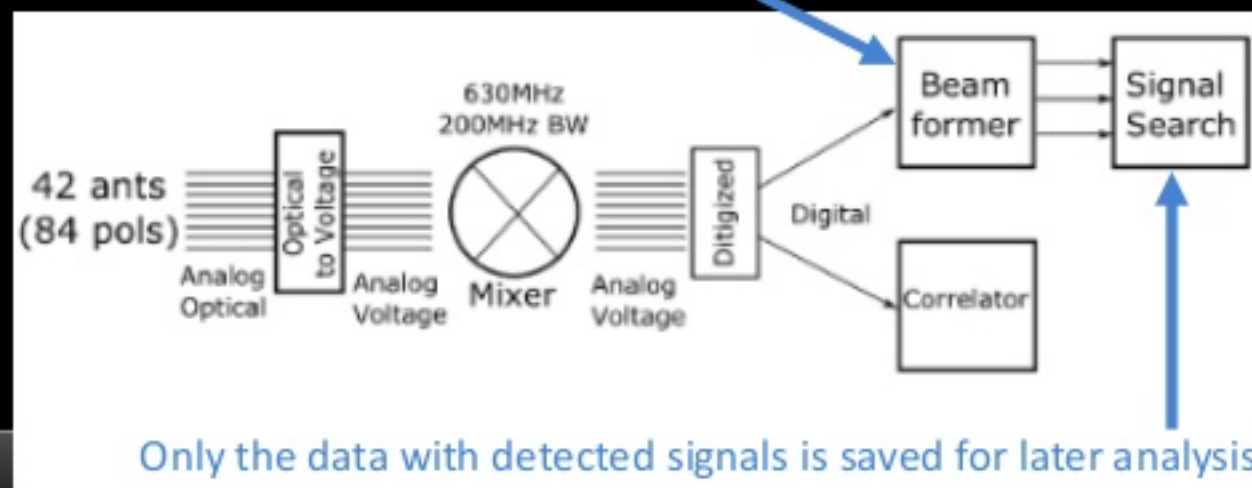 630MHz
200MHz BW
42 ants
(84 pols)
Optical
to Voltage
Analog
Optical
Analog
Voltage
Mixer
Analog
Voltage
Ditigized
Digital
Beam
former
Signal
Search
Correlator
Only the data with detected signals is saved for later analysis